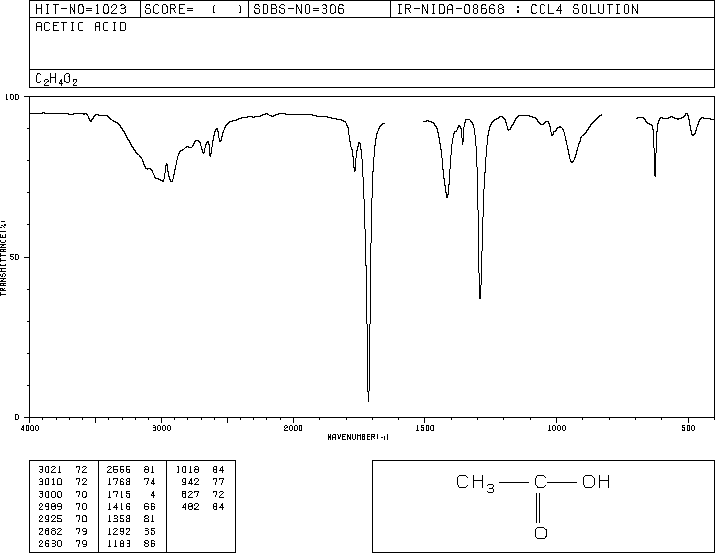 HIT-NO=1023 SCORE= ( ) SDBS-NO=306 IR-NIDA-08668 : CCL4 SOLUTION
ACETIC ACID
C2H4O2
100
50
0
TRANSMITTANCE(%)
4000 3000 2000 1500 1000 500
WAVENUMBER(-1)
3021 72 2556 81 1018 84
3010 72 1768 74 942 77
3000 70 1715 4 627 72
2989 70 1416 66 482 84
2925 70 1358 81
2682 79 1292 35
2630 79 1183 86
CH3 C OH
O